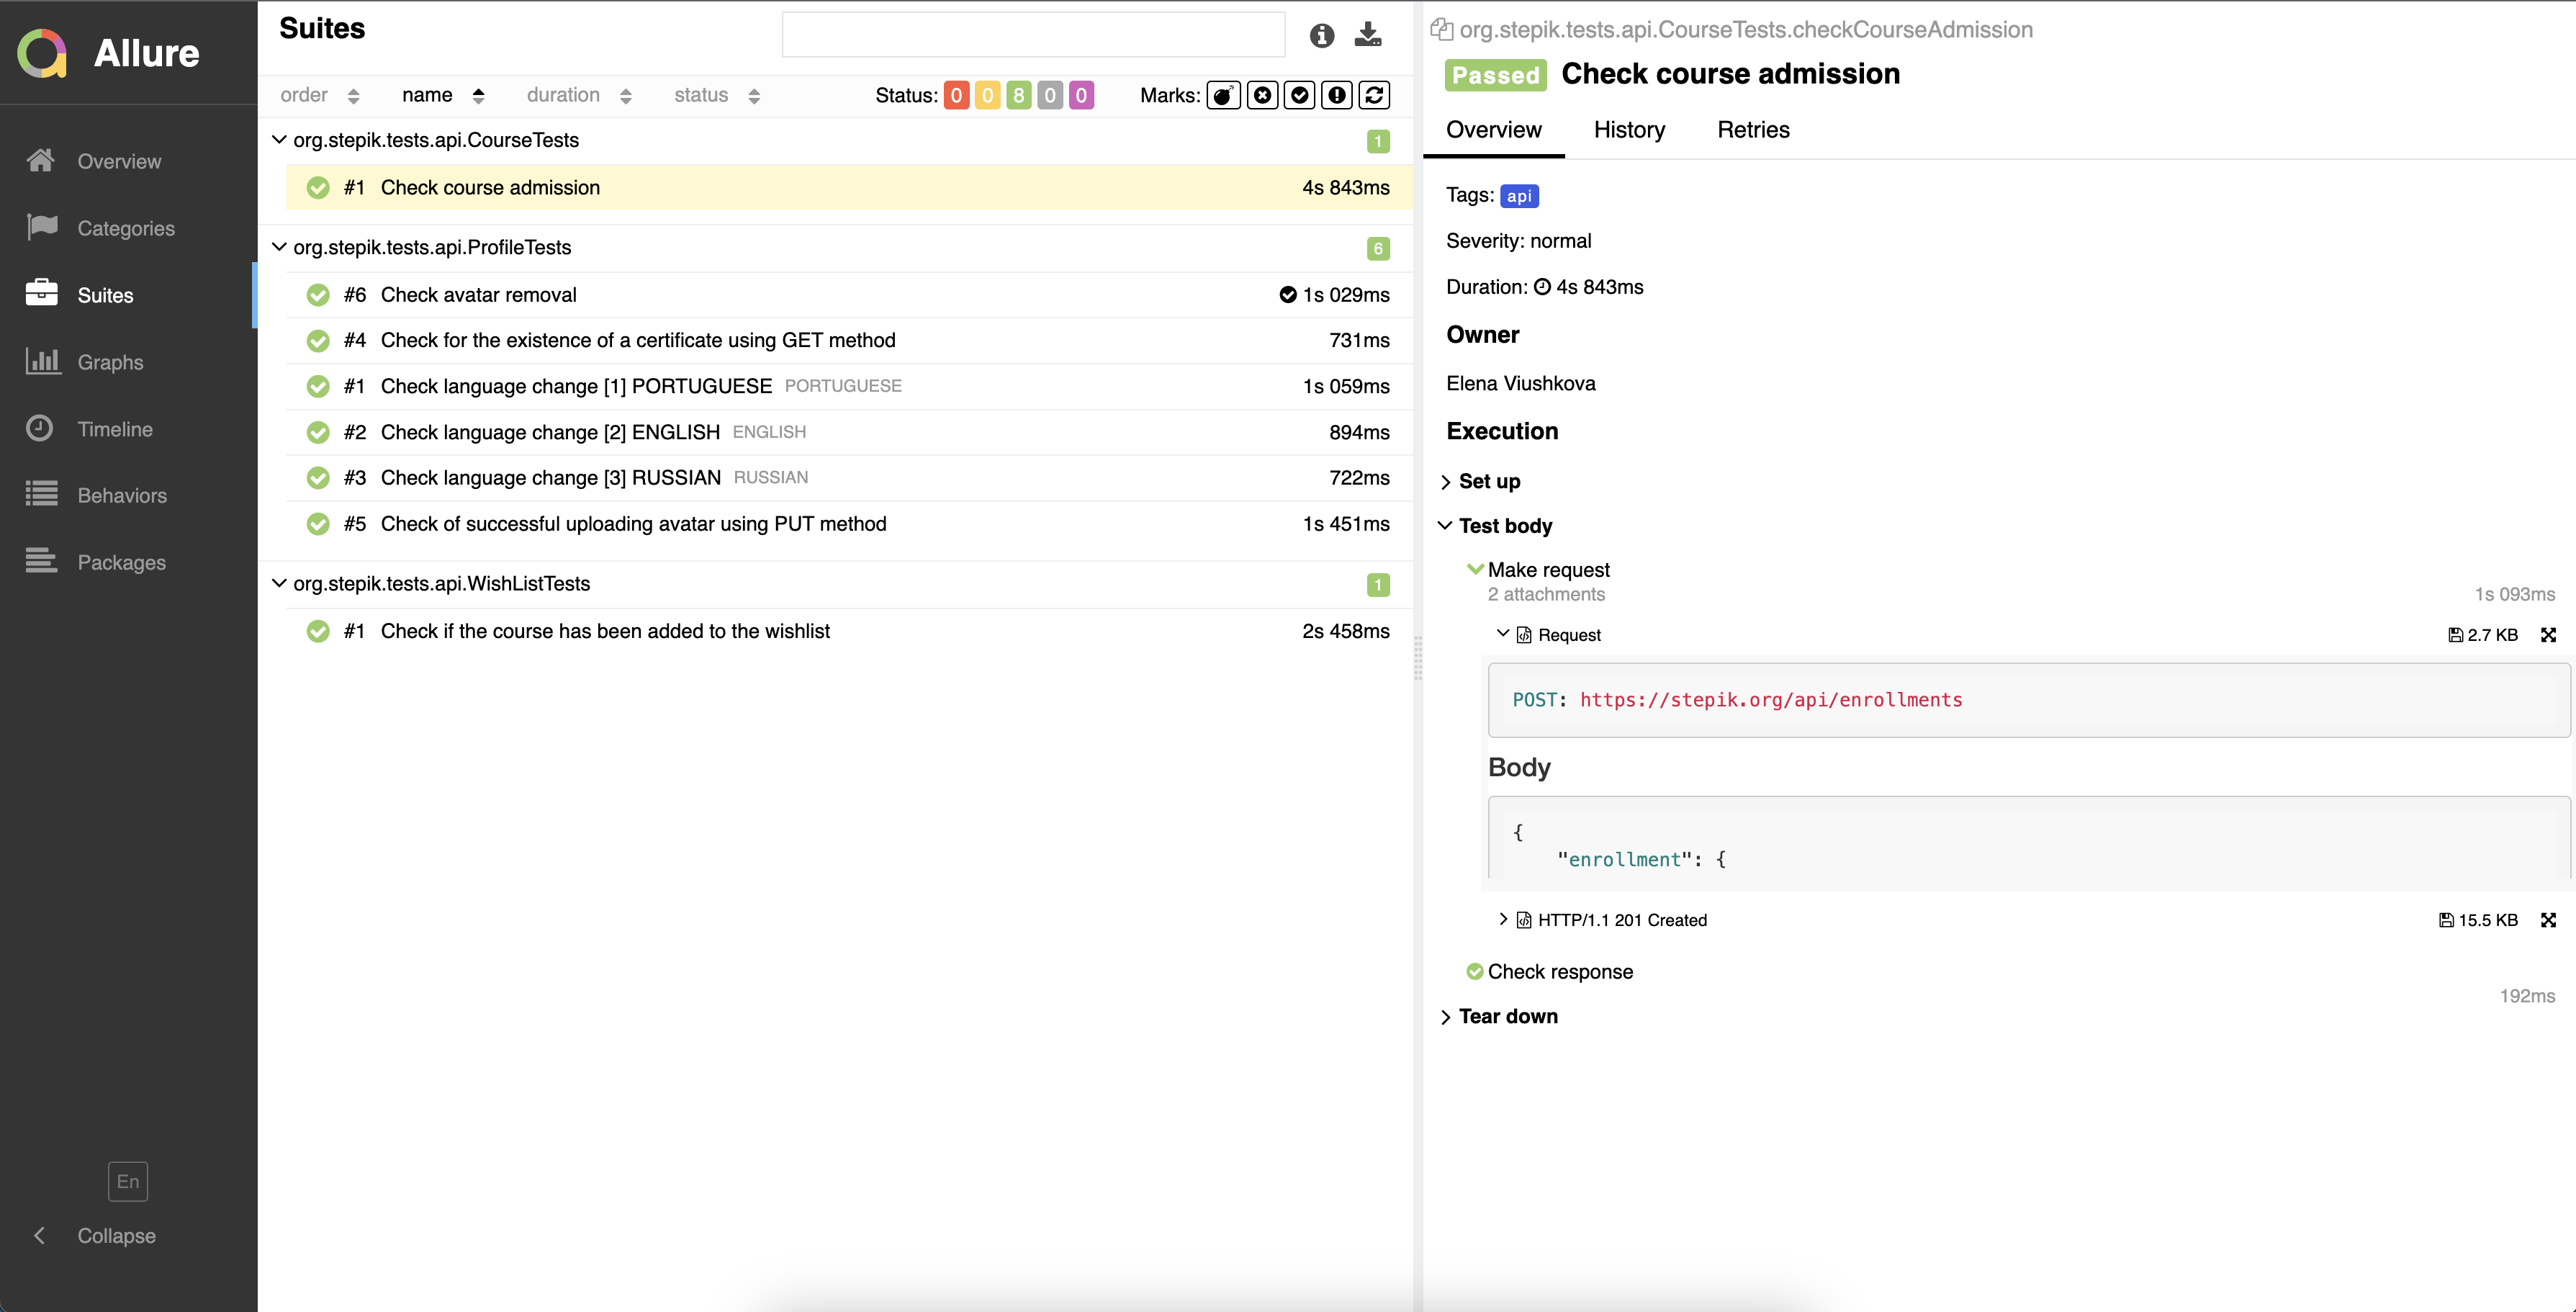 Allure
Overview
Categories
Suites
Graphs
Timeline
Behaviors
Packages
En
Collapse
Suites
order name duration status Status: 0 0 8 0 0 Marks:
org.stepik.tests.api.CourseTests 1
#1 Check course admission 4s 843ms
org.stepik.tests.api.ProfileTests 6
#6 Check avatar removal 1s 029ms
#4 Check for the existence of a certificate using GET method 731ms
#1 Check language change [1] PORTUGUESE PORTUGUESE 1s 059ms
#2 Check language change [2] ENGLISH ENGLISH 894ms
#3 Check language change [3] RUSSIAN RUSSIAN 722ms
#5 Check of successful uploading avatar using PUT method 1s 451ms
org.stepik.tests.api.WishListTests 1
#1 Check if the course has been added to the wishlist 2s 458ms
org.stepik.tests.api.CourseTests.checkCourseAdmission
Passed Check course admission
Overview History Retries
Tags: api
Severity: normal
Duration: 4s 843ms
Owner
Elena Viushkova
Execution
Set up
Test body
Make request
2 attachments 1s 093ms
Request 2.7 KB
POST: https://stepik.org/api/enrollments
Body
{
"enrollment": {
HTTP/1.1 201 Created 15.5 KB
Check response
192ms
Tear down